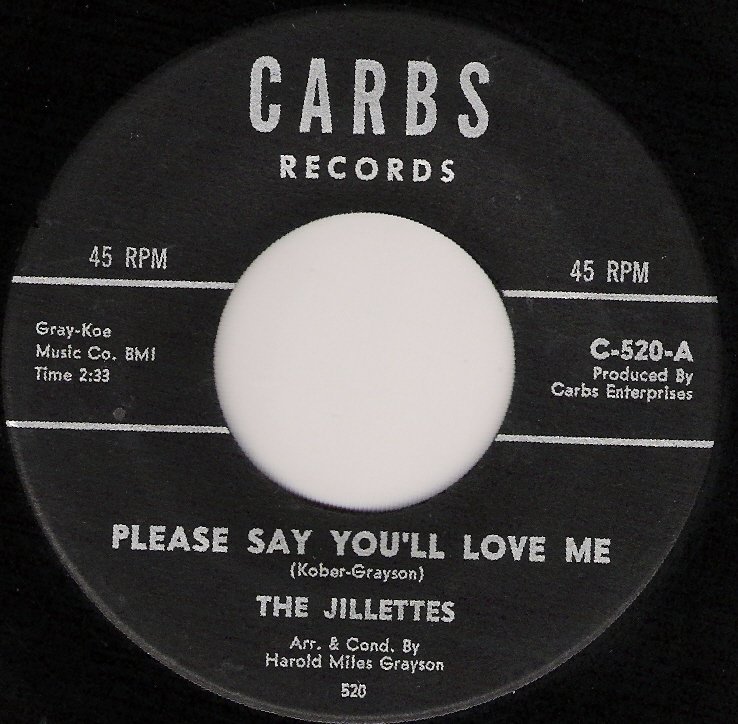 CARBS
RECORDS
45 RPM
45 RPM
Gray-Koe
Music Co. BMI
Time 2:33
C-520-A
Produced By
Carbs Enterprises
PLEASE SAY YOU'LL LOVE ME
(Kober-Grayson)
THE JILLETTES
Arr. & Cond. By
Harold Miles Grayson
520